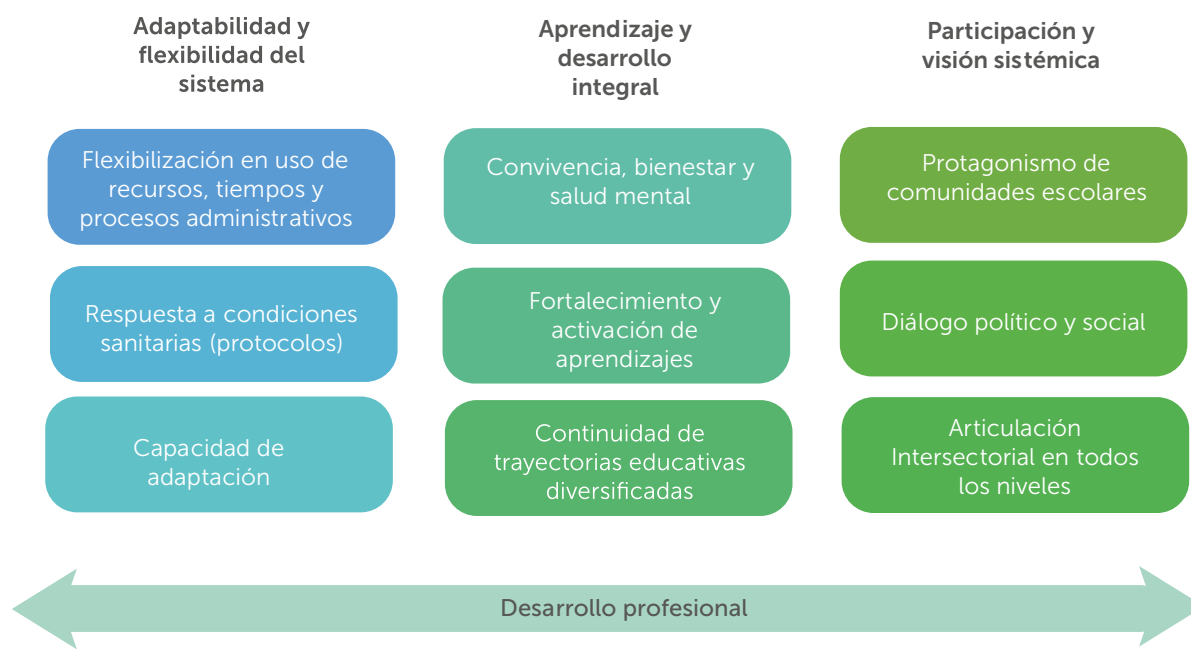 Adaptabilidad y
flexibilidad del
sistema
Flexibilización en uso de
recursos, tiempos y
procesos administrativos
Respuesta a condiciones
sanitarias (protocolos)
Capacidad de
adaptación
Aprendizaje y
desarrollo
integral
Convivencia, bienestar y
salud mental
Fortalecimiento y
activación de
aprendizajes
Continuidad de
trayectorias educativas
diversificadas
Participación y
visión sistémica
Protagonismo de
comunidades escolares
Diálogo político y social
Articulación
Intersectorial en todos
los niveles
Desarrollo profesional